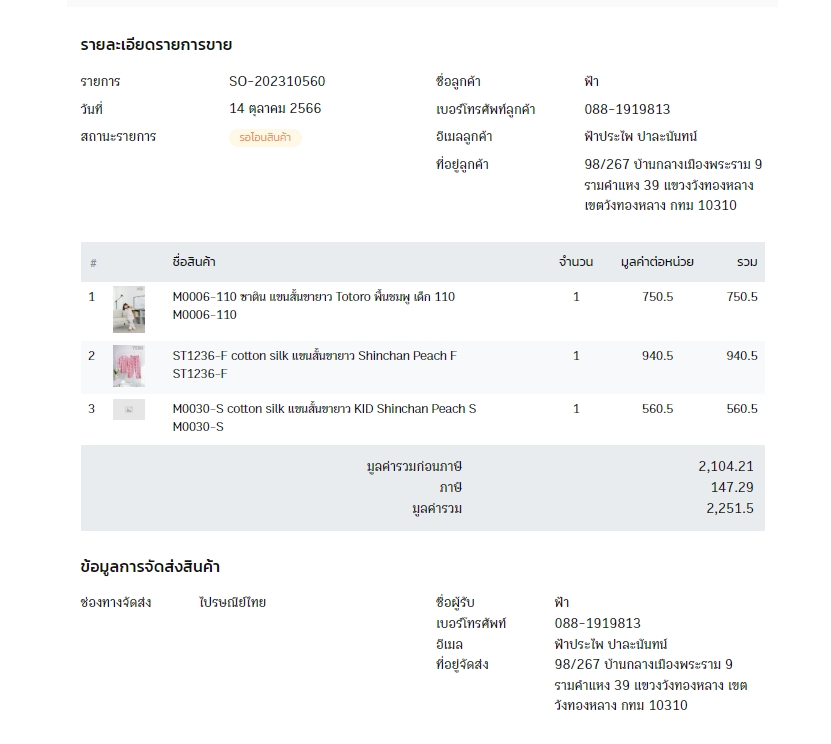 รายละเอียดรายการขาย
รายการ SO-202310560
วันที่ 14 ตุลาคม 2566
สถานะรายการ รอโอนสินค้า
ชื่อลูกค้า ฟ้า
เบอร์โทรศัพท์ลูกค้า 088-1919813
อีเมลลูกค้า ฟ้าประไพ ปาละนันทน์
ที่อยู่ลูกค้า 98/267 บ้านกลางเมืองพระราม 9
รามคำแหง 39 แขวงวังทองหลาง
เขตวังทองหลาง กทม 10310
# ชื่อสินค้า จำนวน มูลค่าต่อหน่วย รวม
1 M0006-110 ซาติน แขนสั้นขายาว Totoro พื้นชมพู เด็ก 110 1 750.5 750.5
M0006-110
2 ST1236-F cotton silk แขนสั้นขายาว Shinchan Peach F 1 940.5 940.5
ST1236-F
3 M0030-S cotton silk แขนสั้นขายาว KID Shinchan Peach S 1 560.5 560.5
M0030-S
มูลค่ารวมก่อนภาษี 2,104.21
ภาษี 147.29
มูลค่ารวม 2,251.5
ข้อมูลการจัดส่งสินค้า
ช่องทางจัดส่ง ไปรษณีย์ไทย
ชื่อผู้รับ ฟ้า
เบอร์โทรศัพท์ 088-1919813
อีเมล ฟ้าประไพ ปาละนันทน์
ที่อยู่จัดส่ง 98/267 บ้านกลางเมืองพระราม 9
รามคำแหง 39 แขวงวังทองหลาง เขต
วังทองหลาง กทม 10310